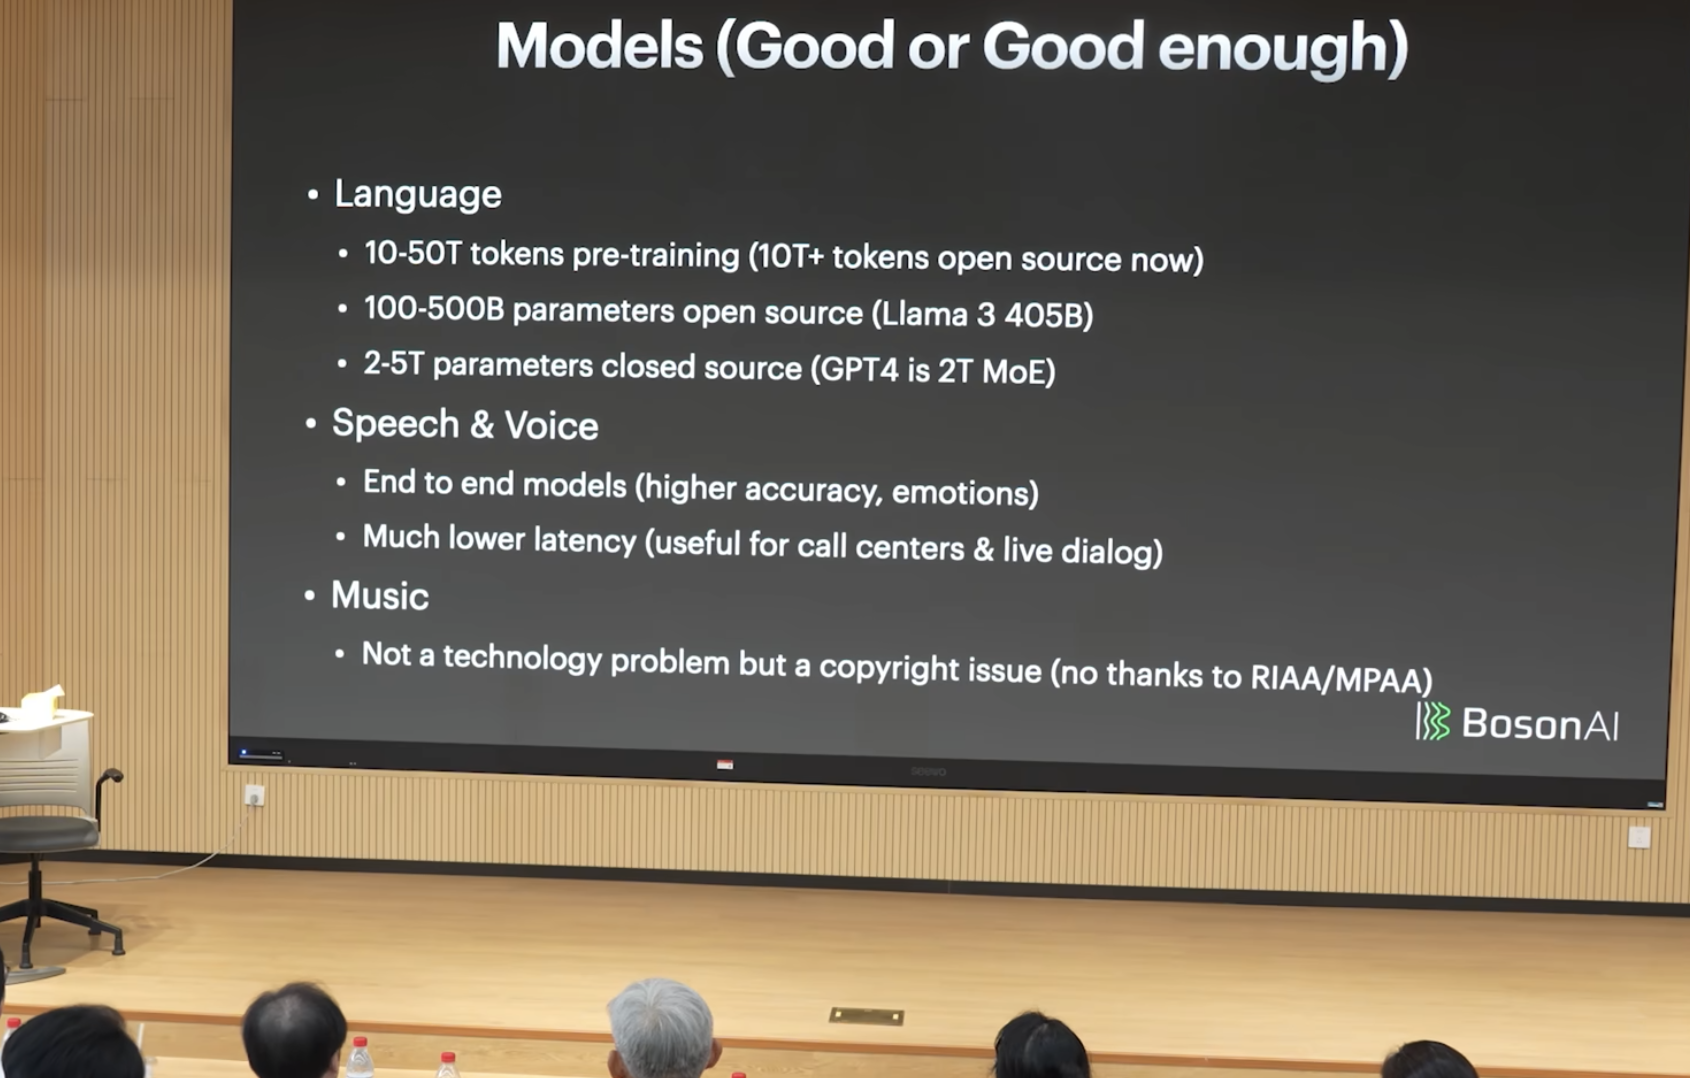 Models (Good or Good enough)
• Language
• 10-50T tokens pre-training (10T+ tokens open source now)
• 100-500B parameters open source (Llama 3 405B)
• 2-5T parameters closed source (GPT4 is 2T MoE)
• Speech & Voice
• End to end models (higher accuracy, emotions)
• Much lower latency (useful for call centers & live dialog)
• Music
• Not a technology problem but a copyright issue (no thanks to RIAA/MPAA)
BosonAI